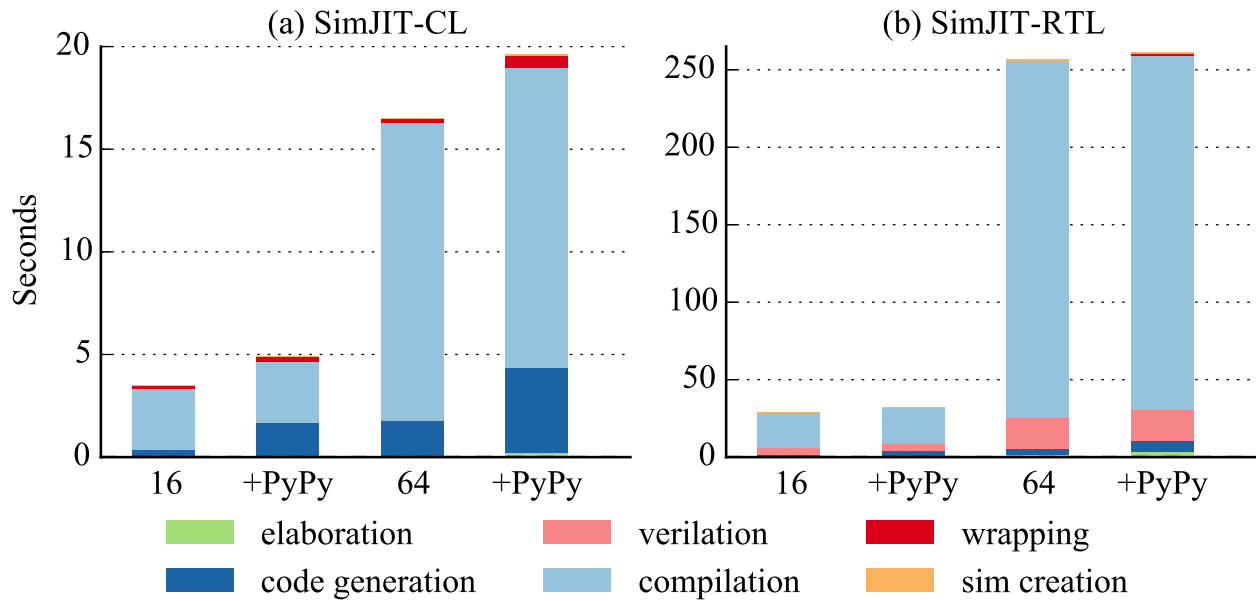 (a) SimJIT-CL
(b) SimJIT-RTL
Seconds
20
15
10
5
0
16
+PyPy
64
+PyPy
250
200
150
100
50
0
16
+PyPy
64
+PyPy
elaboration
verilation
wrapping
code generation
compilation
sim creation